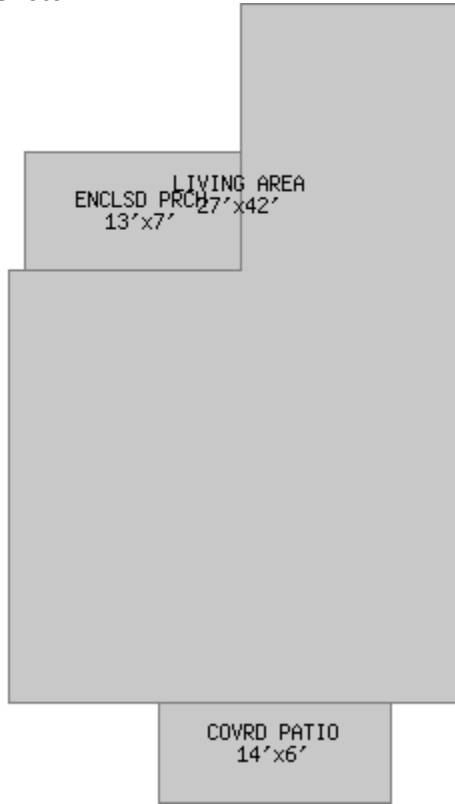 LIVING AREA
27'x42'
ENCLSD PRCH
13'x7'
COVRD PATIO
14'x6'